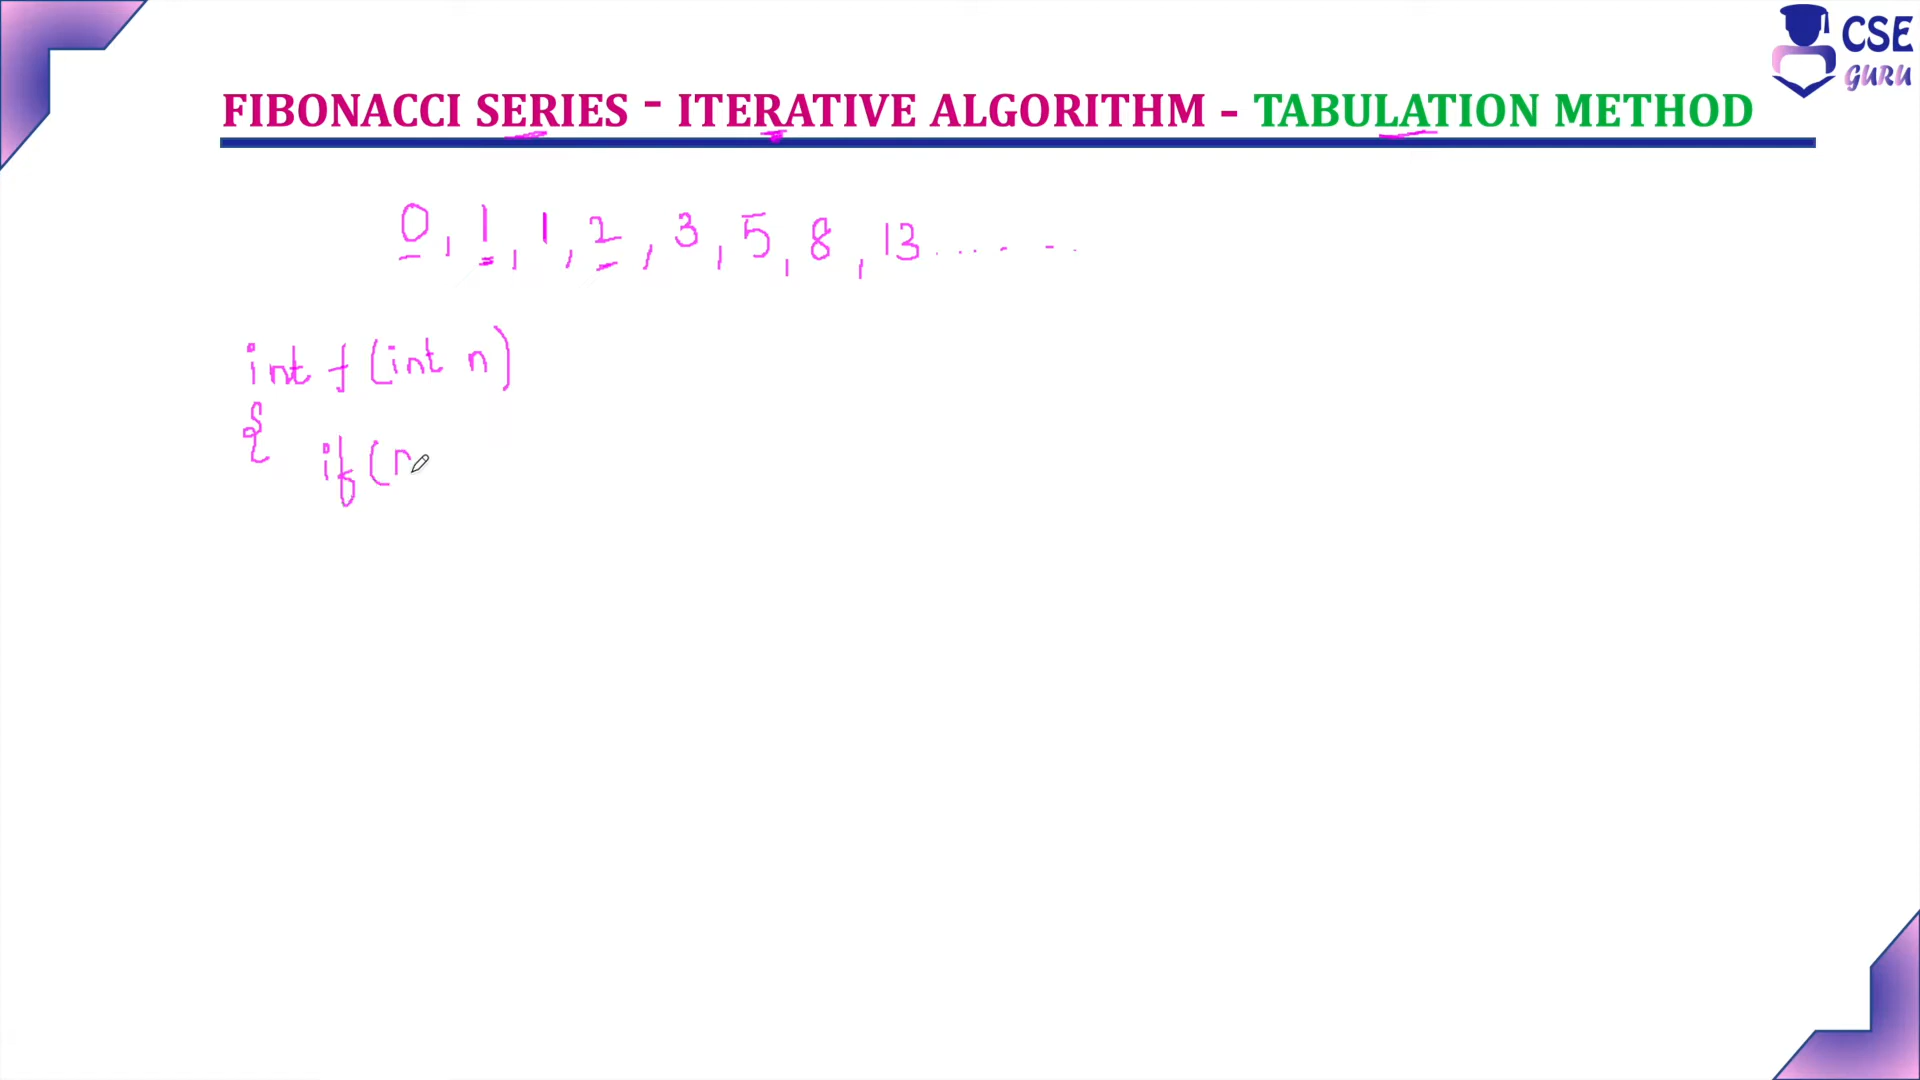 CSE
GURU
FIBONACCI SERIES - ITERATIVE ALGORITHM - TABULATION METHOD
0, 1, 1, 2, 3, 5, 8, 13 ......
int f (int n)
{ if (n